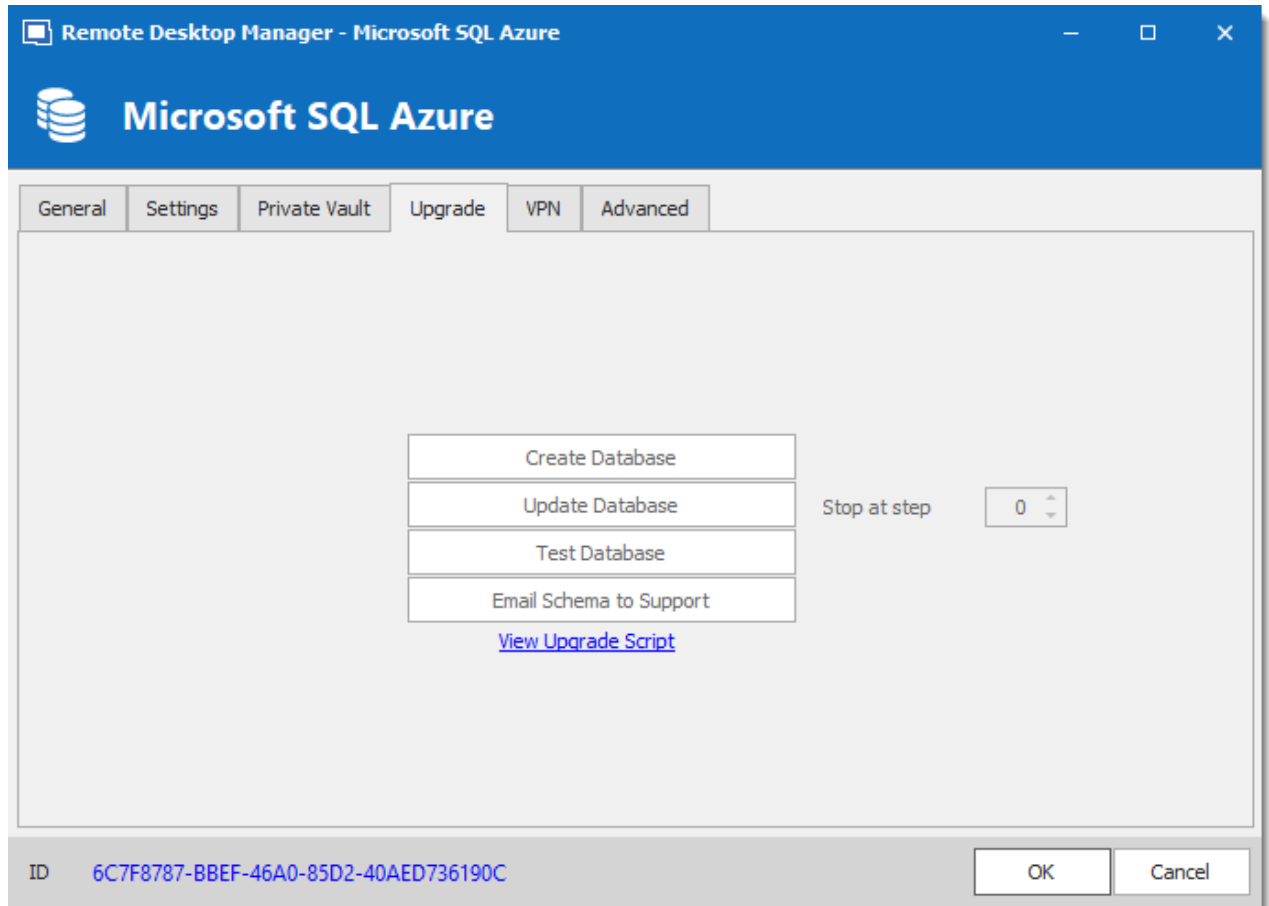 Remote Desktop Manager - Microsoft SQL Azure
Microsoft SQL Azure
General Settings Private Vault Upgrade VPN Advanced
Create Database
Update Database Stop at step 0
Test Database
Email Schema to Support
View Upgrade Script
ID 6C7F8787-BBEF-46A0-85D2-40AED736190C OK Cancel